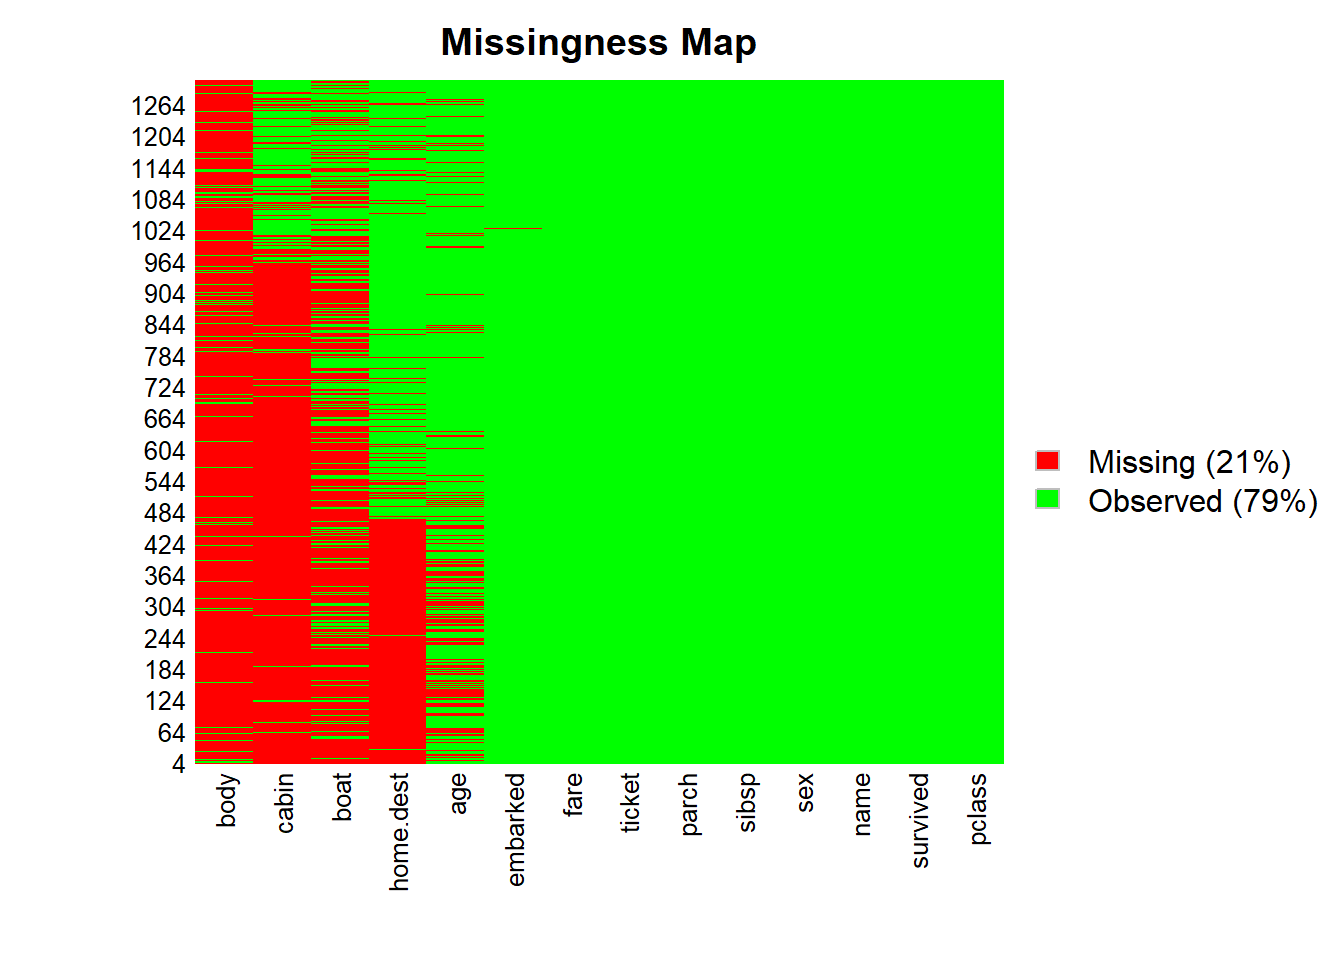 Missingness Map
1264
1204
1144
1084
1024
964
904
844
784
724
664
604
544
484
424
364
304
244
184
124
64
4
Missing (21%)
Observed (79%)
body
cabin
boat
home.dest
age
embarked
fare
ticket
parch
sibsp
sex
name
survived
pclass